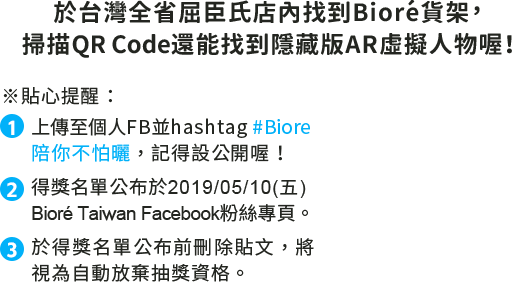 於台灣全省屈臣氏店內找到Bioré貨架，
掃描QR Code還能找到隱藏版AR虛擬人物喔！
※貼心提醒：
1 上傳至個人FB並hashtag #Biore
陪你不怕曬，記得設公開喔！
2 得獎名單公布於2019/05/10(五)
Bioré Taiwan Facebook粉絲專頁。
3 於得獎名單公布前刪除貼文，將
視為自動放棄抽獎資格。